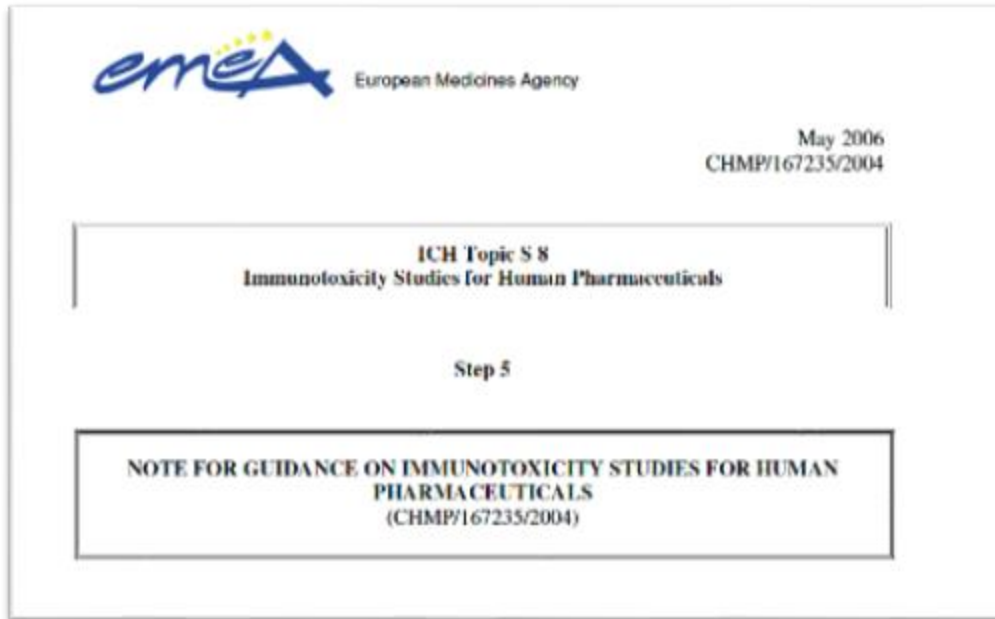 emeA
European Medicines Agency
May 2006
CHMP/167235/2004
ICH Topic S 8
Immunotoxicity Studies for Human Pharmaceuticals
Step 5
NOTE FOR GUIDANCE ON IMMUNOTOXICITY STUDIES FOR HUMAN
PHARMACEUTICALS
(CHMP/167235/2004)